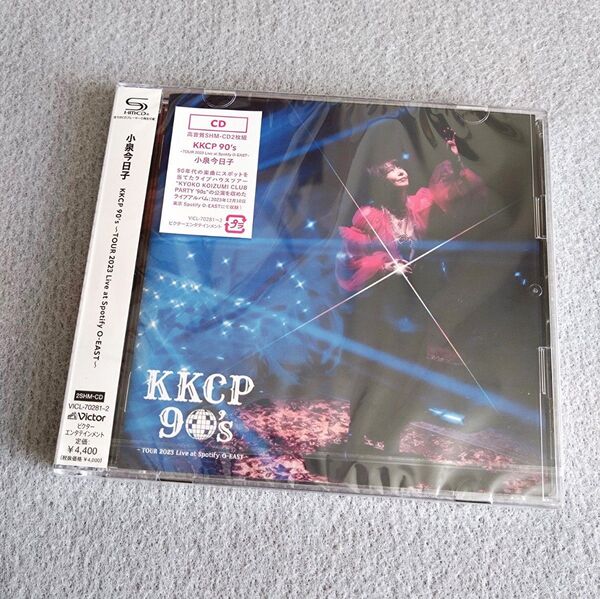 SHM-CD
小泉今日子
KKCP 90's ～TOUR 2023 Live at Spotify O-EAST～
2SHM-CD
VICL-70281~2
Victor
ビクター
エンタテインメント
定価:
¥4,400
(税抜価格 ¥4,000)
CD
高音質SHM-CD2枚組
KKCP 90's
~TOUR 2023 Live at Spotify O-EAST~
小泉今日子
90年代の楽曲にスポットを
当てたライブハウスツアー
"KYOKO KOIZUMI CLUB
PARTY '90s"の公演を収めた
ライブアルバム(2023年12月10日
東京 Spotify O-EASTにて収録)
VICL-70281~2
ビクターエンタテインメント
KKCP
90's
- TOUR 2023 Live at Spotify O-EAST